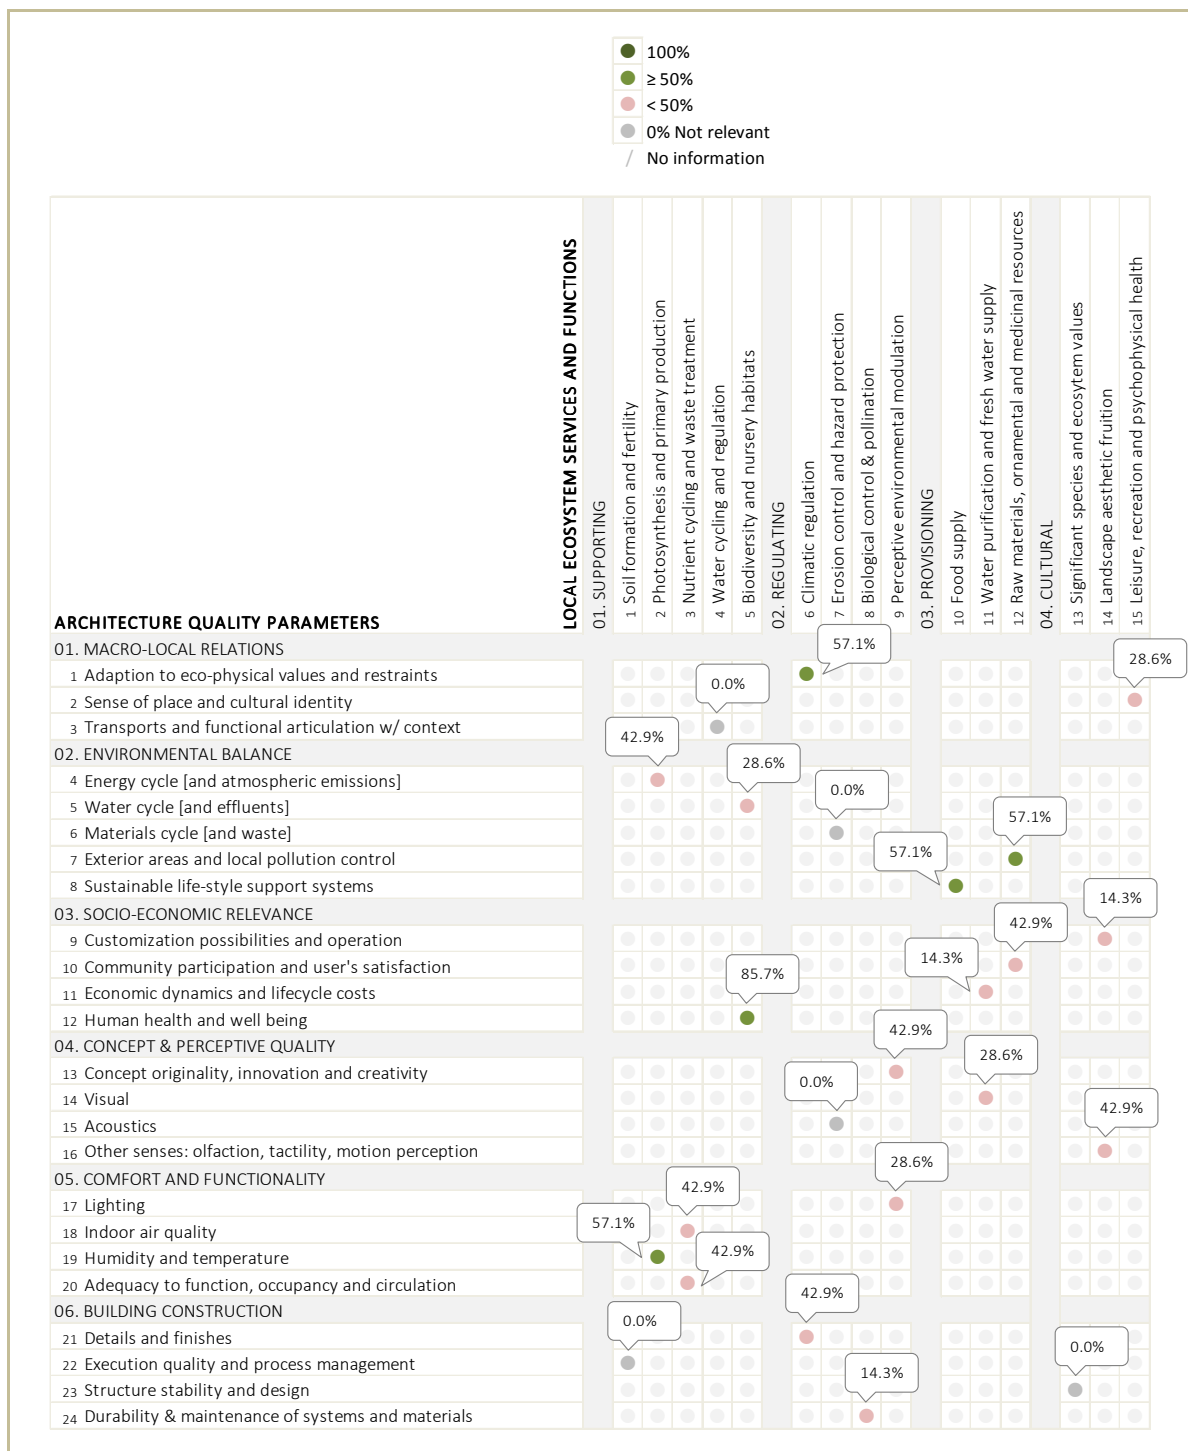 100%
≥ 50%
< 50%
0% Not relevant
/ No information
LOCAL ECOSYSTEM SERVICES AND FUNCTIONS
01. SUPPORTING
1 Soil formation and fertility
2 Photosynthesis and primary production
3 Nutrient cycling and waste treatment
4 Water cycling and regulation
5 Biodiversity and nursery habitats
02. REGULATING
6 Climatic regulation
7 Erosion control and hazard protection
8 Biological control & pollination
9 Perceptive environmental modulation
03. PROVISIONING
10 Food supply
11 Water purification and fresh water supply
12 Raw materials, ornamental and medicinal resources
04. CULTURAL
13 Significant species and ecosytem values
14 Landscape aesthetic fruition
15 Leisure, recreation and psychophysical health
ARCHITECTURE QUALITY PARAMETERS
01. MACRO-LOCAL RELATIONS
57.1%
28.6%
1 Adaption to eco-physical values and restraints
0.0%
2 Sense of place and cultural identity
3 Transports and functional articulation w/ context
42.9%
02. ENVIRONMENTAL BALANCE
28.6%
4 Energy cycle [and atmospheric emissions]
0.0%
5 Water cycle [and effluents]
57.1%
6 Materials cycle [and waste]
57.1%
7 Exterior areas and local pollution control
8 Sustainable life-style support systems
14.3%
03. SOCIO-ECONOMIC RELEVANCE
42.9%
9 Customization possibilities and operation
14.3%
10 Community participation and user's satisfaction
85.7%
11 Economic dynamics and lifecycle costs
12 Human health and well being
42.9%
04. CONCEPT & PERCEPTIVE QUALITY
28.6%
13 Concept originality, innovation and creativity
0.0%
14 Visual
42.9%
15 Acoustics
16 Other senses: olfaction, tactility, motion perception
28.6%
05. COMFORT AND FUNCTIONALITY
42.9%
17 Lighting
57.1%
18 Indoor air quality
42.9%
19 Humidity and temperature
20 Adequacy to function, occupancy and circulation
42.9%
06. BUILDING CONSTRUCTION
0.0%
21 Details and finishes
0.0%
22 Execution quality and process management
14.3%
23 Structure stability and design
24 Durability & maintenance of systems and materials